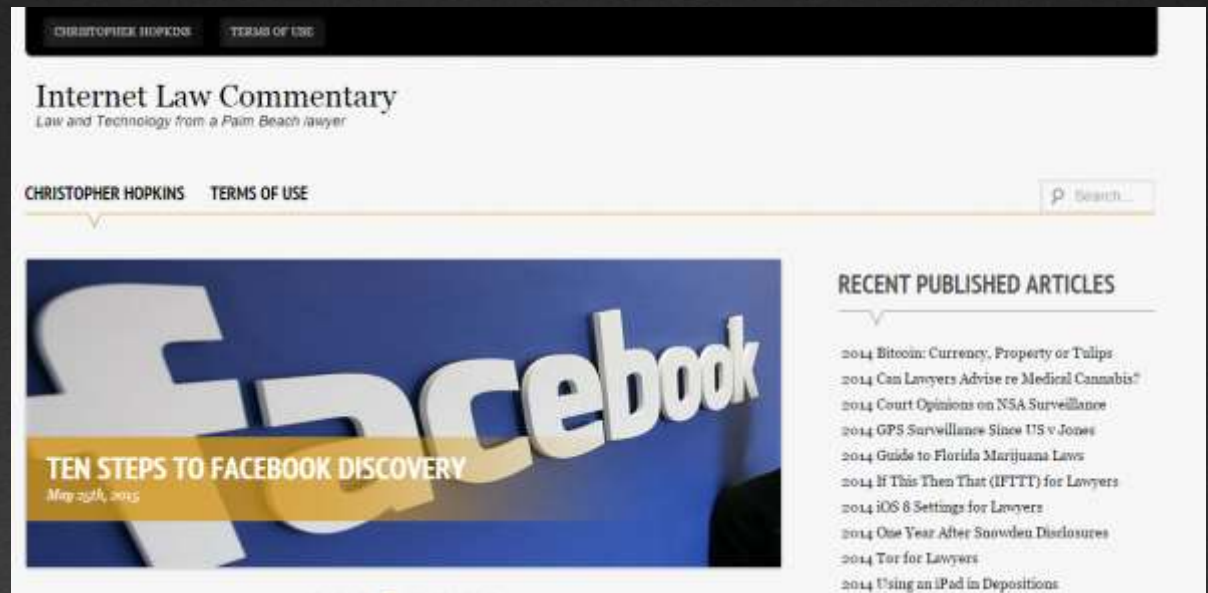 CHRISTOPHER HOPKINS TERMS OF USE
Internet Law Commentary
Law and Technology from a Palm Beach lawyer
CHRISTOPHER HOPKINS TERMS OF USE
Search...
facebook
TEN STEPS TO FACEBOOK DISCOVERY
May 25th, 2015
RECENT PUBLISHED ARTICLES
2014 Bitcoin: Currency, Property or Tulips
2014 Can Lawyers Advise re Medical Cannabis?
2014 Court Opinions on NSA Surveillance
2014 GPS Surveillance Since US v Jones
2014 Guide to Florida Marijuana Laws
2014 If This Then That (IFTTT) for Lawyers
2014 iOS 8 Settings for Lawyers
2014 One Year After Snowden Disclosures
2014 Tor for Lawyers
2014 Using an iPad in Depositions